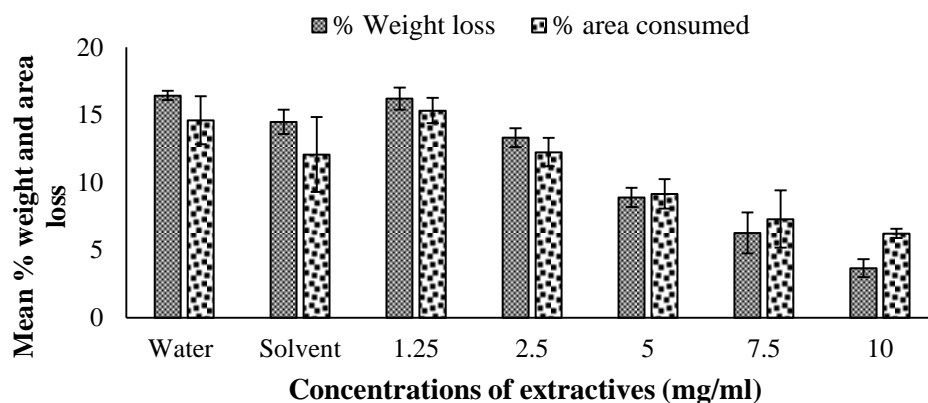 % Weight loss % area consumed
Mean % weight and area
loss
20
15
10
5
0
Water Solvent 1.25 2.5 5 7.5 10
Concentrations of extractives (mg/ml)